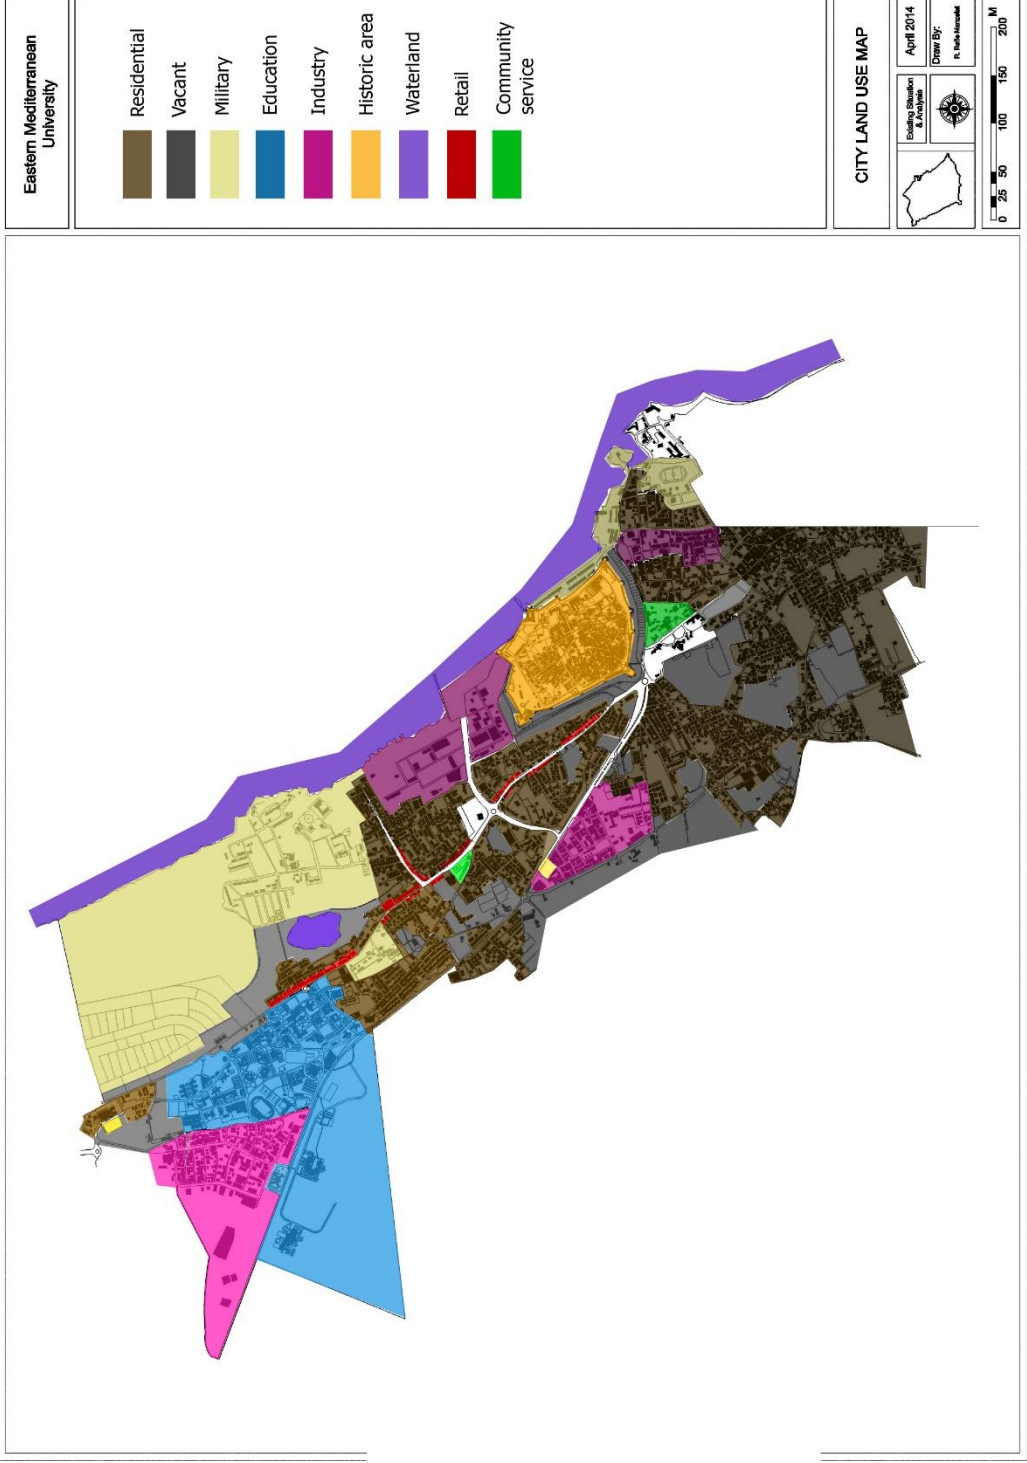 Eastern Mediterranean
University
Residential
Vacant
Military
Education
Industry
Historic area
Waterland
Retail
Community
service
CITY LAND USE MAP
Existing Situation
& Analysis
April 2014
Draw By:
0 25 50 100 150 200
M